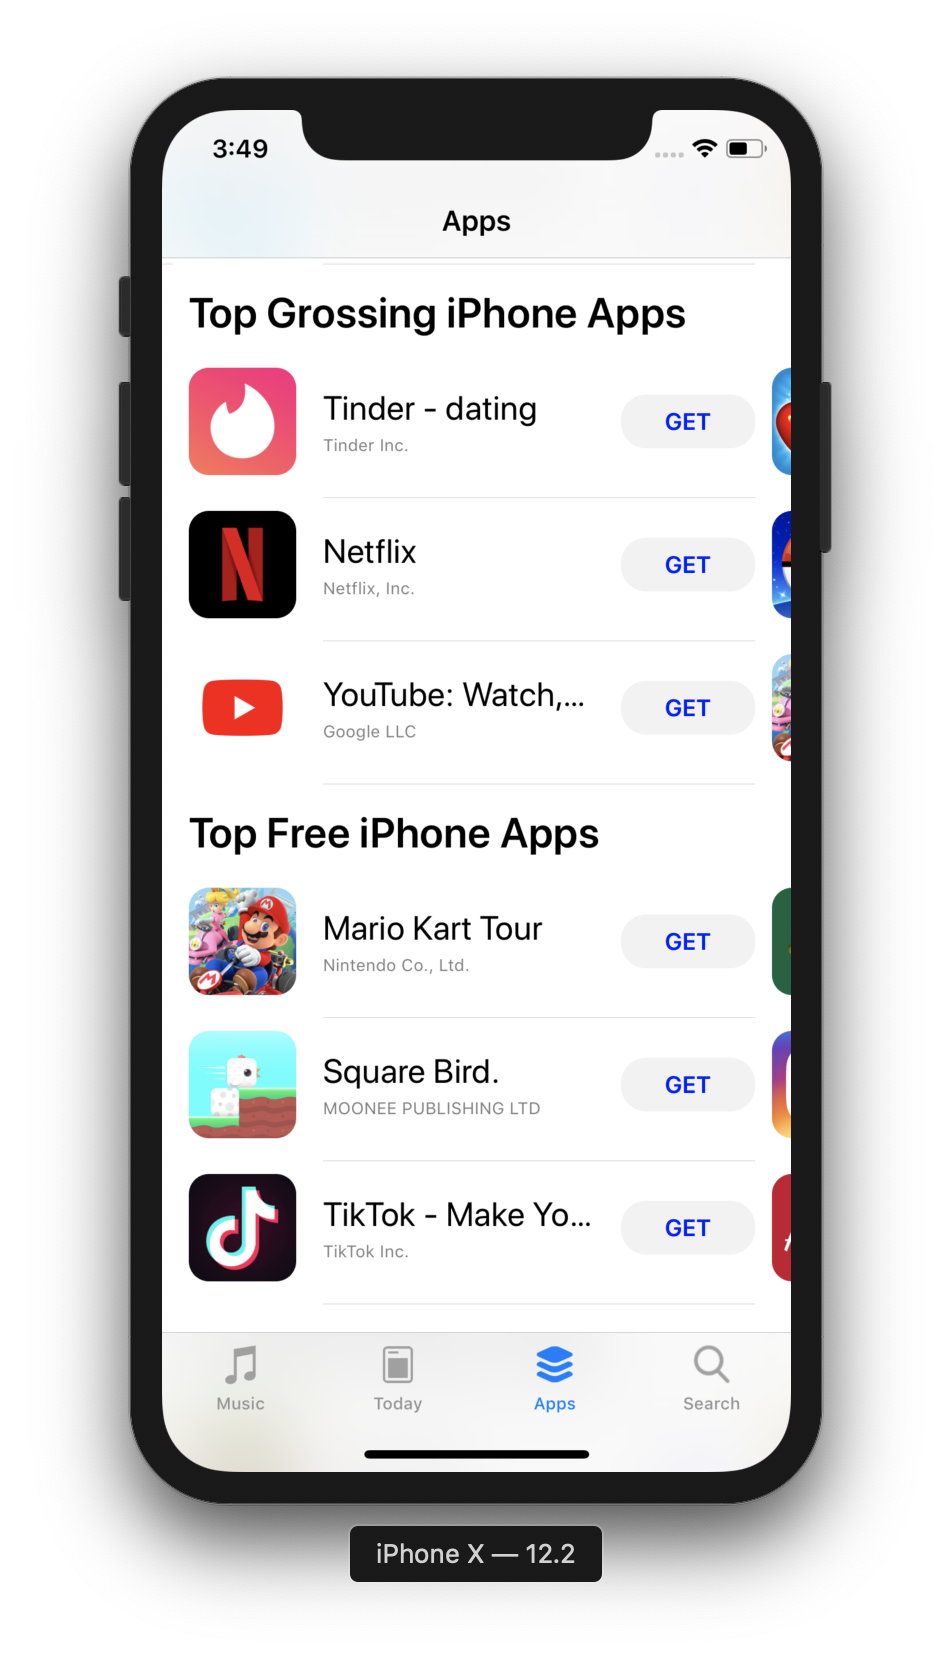 3:49
Apps
Top Grossing iPhone Apps
Tinder - dating
Tinder Inc.
GET
Netflix
Netflix, Inc.
GET
YouTube: Watch,...
Google LLC
GET
Top Free iPhone Apps
Mario Kart Tour
Nintendo Co., Ltd.
GET
Square Bird.
MOONEE PUBLISHING LTD
GET
TikTok - Make Yo...
TikTok Inc.
GET
Music
Today
Apps
Search
iPhone X — 12.2